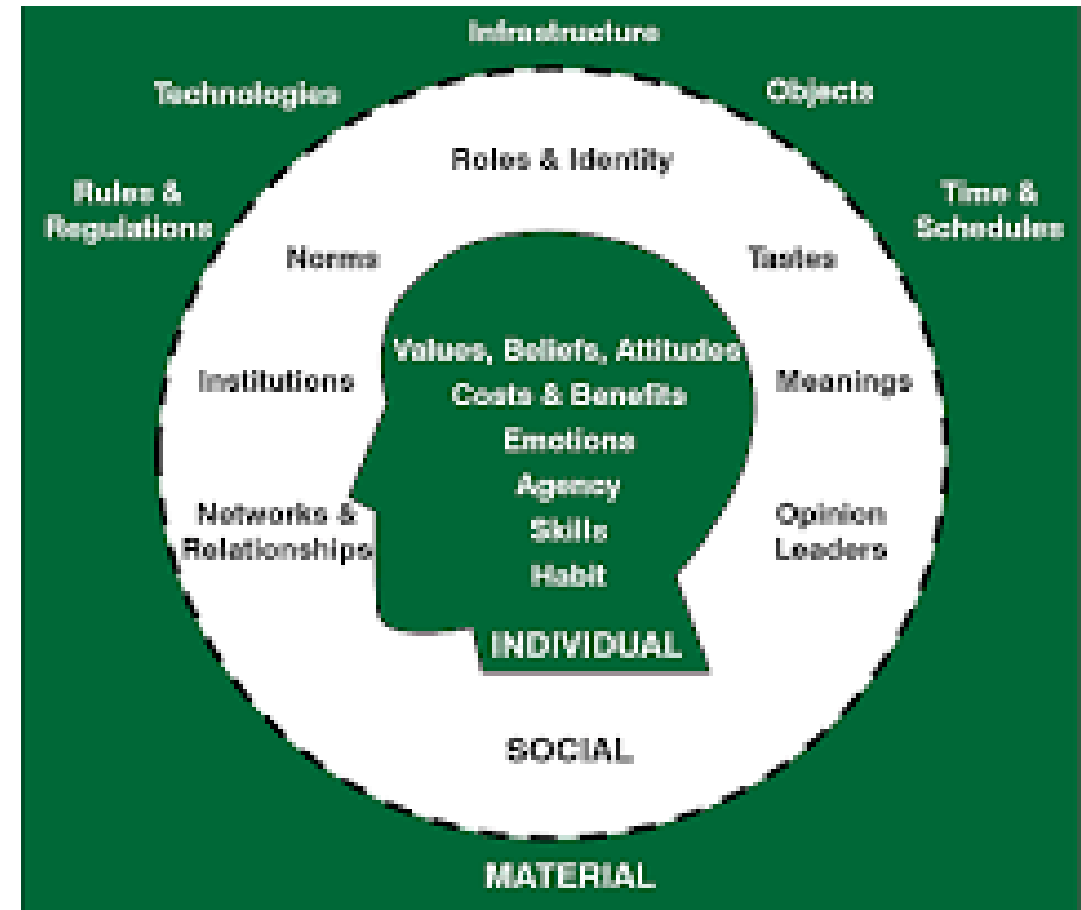 Infrastructure
Technologies
Objects
Roles & Identity
Rules &
Regulations
Time &
Schedules
Norms
Tastes
Values, Beliefs, Attitudes
Institutions
Meanings
Costs & Benefits
Emotions
Agency
Networks &
Relationships
Opinion
Leaders
Skills
Habit
INDIVIDUAL
SOCIAL
MATERIAL